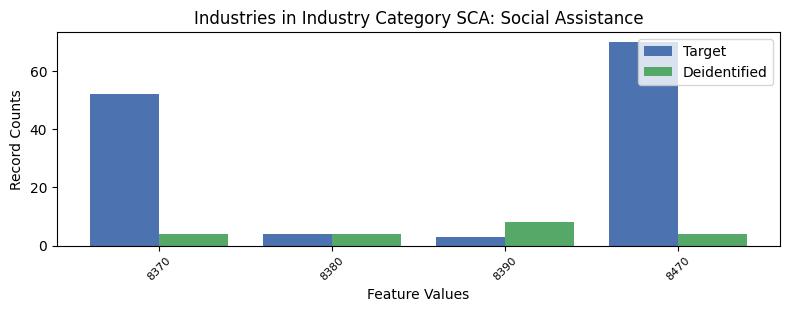 Industries in Industry Category SCA: Social Assistance
Target
Deidentified
Record Counts
60
40
20
0
8370
8380
8390
8470
Feature Values